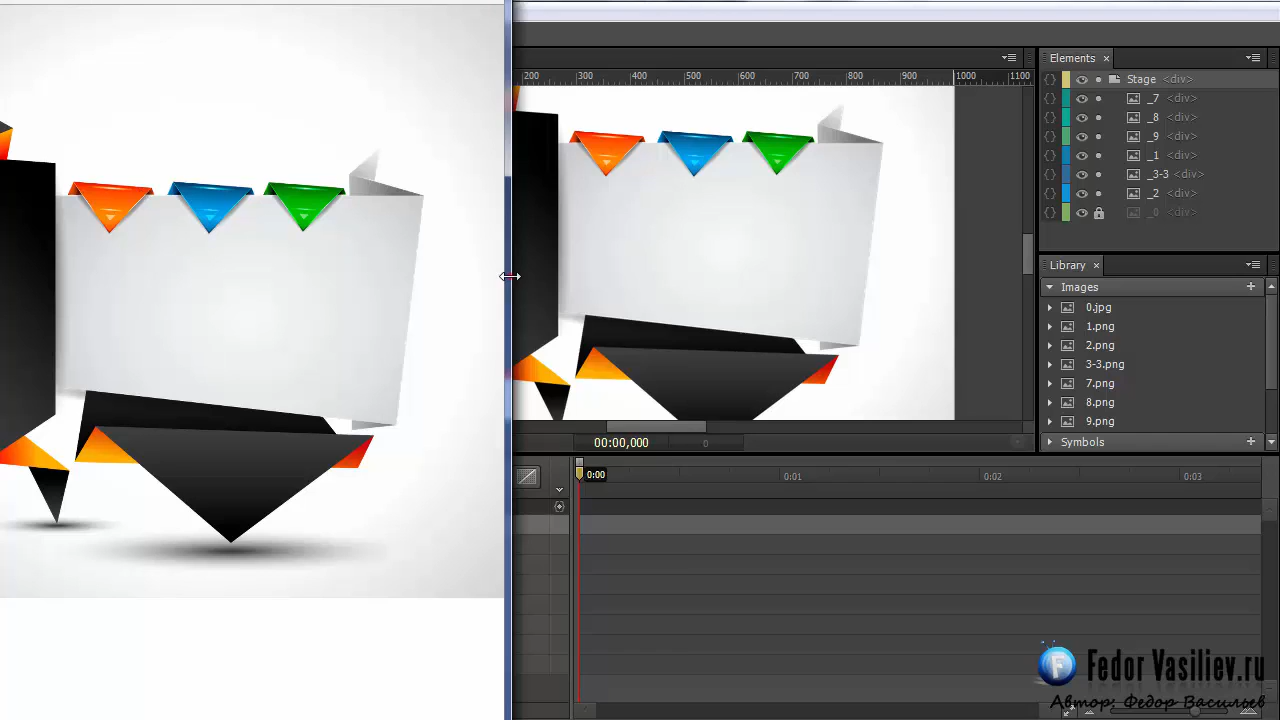 Elements
200 300 400 500 600 700 800 900 1000 1100
Stage <div>
_7 <div>
_8 <div>
_9 <div>
_1 <div>
_3-3 <div>
_2 <div>
_0 <div>
Library
Images
0.jpg
1.png
2.png
3-3.png
7.png
8.png
9.png
Symbols
00:00,000
0
0:00 0:01 0:02 0:03
Fedor Vasiliev.ru
Автор: Федор Васильев